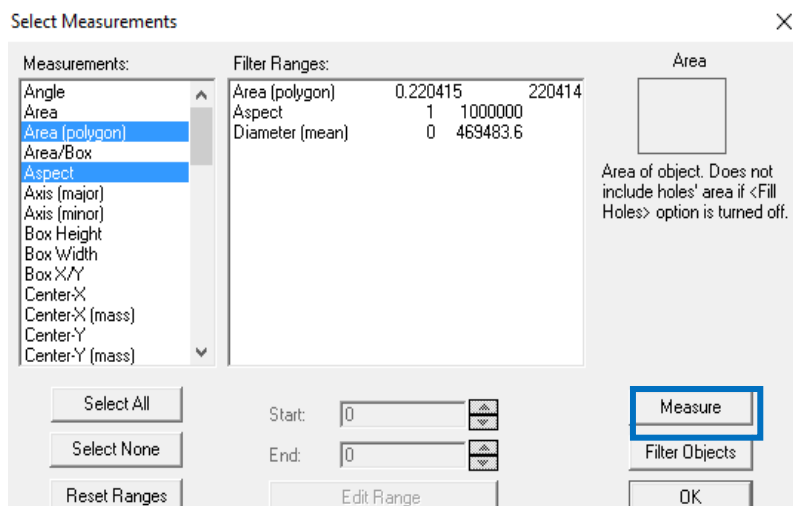 Select Measurements
Measurements:
Angle
Area
Area (polygon)
Area/Box
Aspect
Axis (major)
Axis (minor)
Box Height
Box Width
Box X/Y
Center-X
Center-X (mass)
Center-Y
Center-Y (mass)
Filter Ranges:
Area (polygon) 0.220415 220414
Aspect 1 1000000
Diameter (mean) 0 469483.6
Area
Area of object. Does not
include holes' area if <Fill
Holes> option is turned off.
Select All
Select None
Reset Ranges
Start: 0
End: 0
Edit Range
Measure
Filter Objects
OK